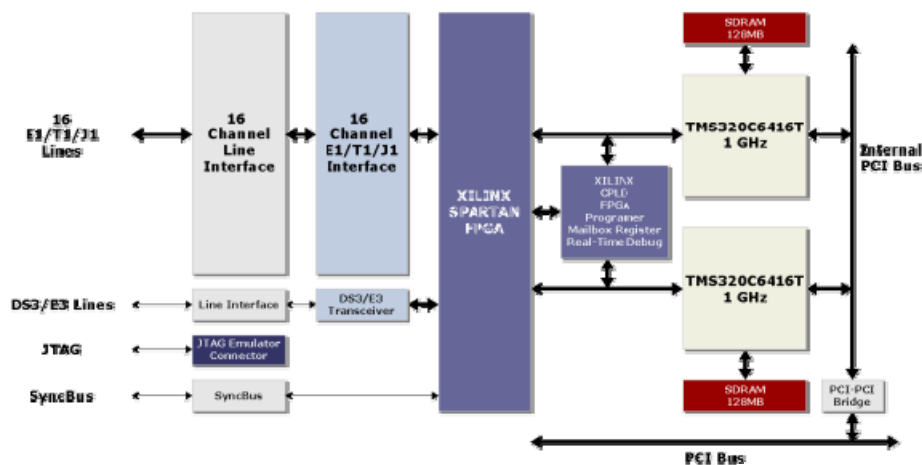 SDRAM
128MB
16
E1/T1/J1
Lines
16
Channel
Line
Interface
16
Channel
E1/T1/J1
Interface
XILINX
SPARTAN
FPGA
XILINX
CPLD
FPGA
Programer
Mailbox Register
Real-Time Debug
TMS320C6416T
1 GHz
Internal
PCI Bus
TMS320C6416T
1 GHz
DS3/E3 Lines
Line Interface
DS3/E3
Transceiver
JTAG
JTAG Emulator
Connector
SyncBus
SyncBus
SDRAM
128MB
PCI-PCI
Bridge
PCI Bus